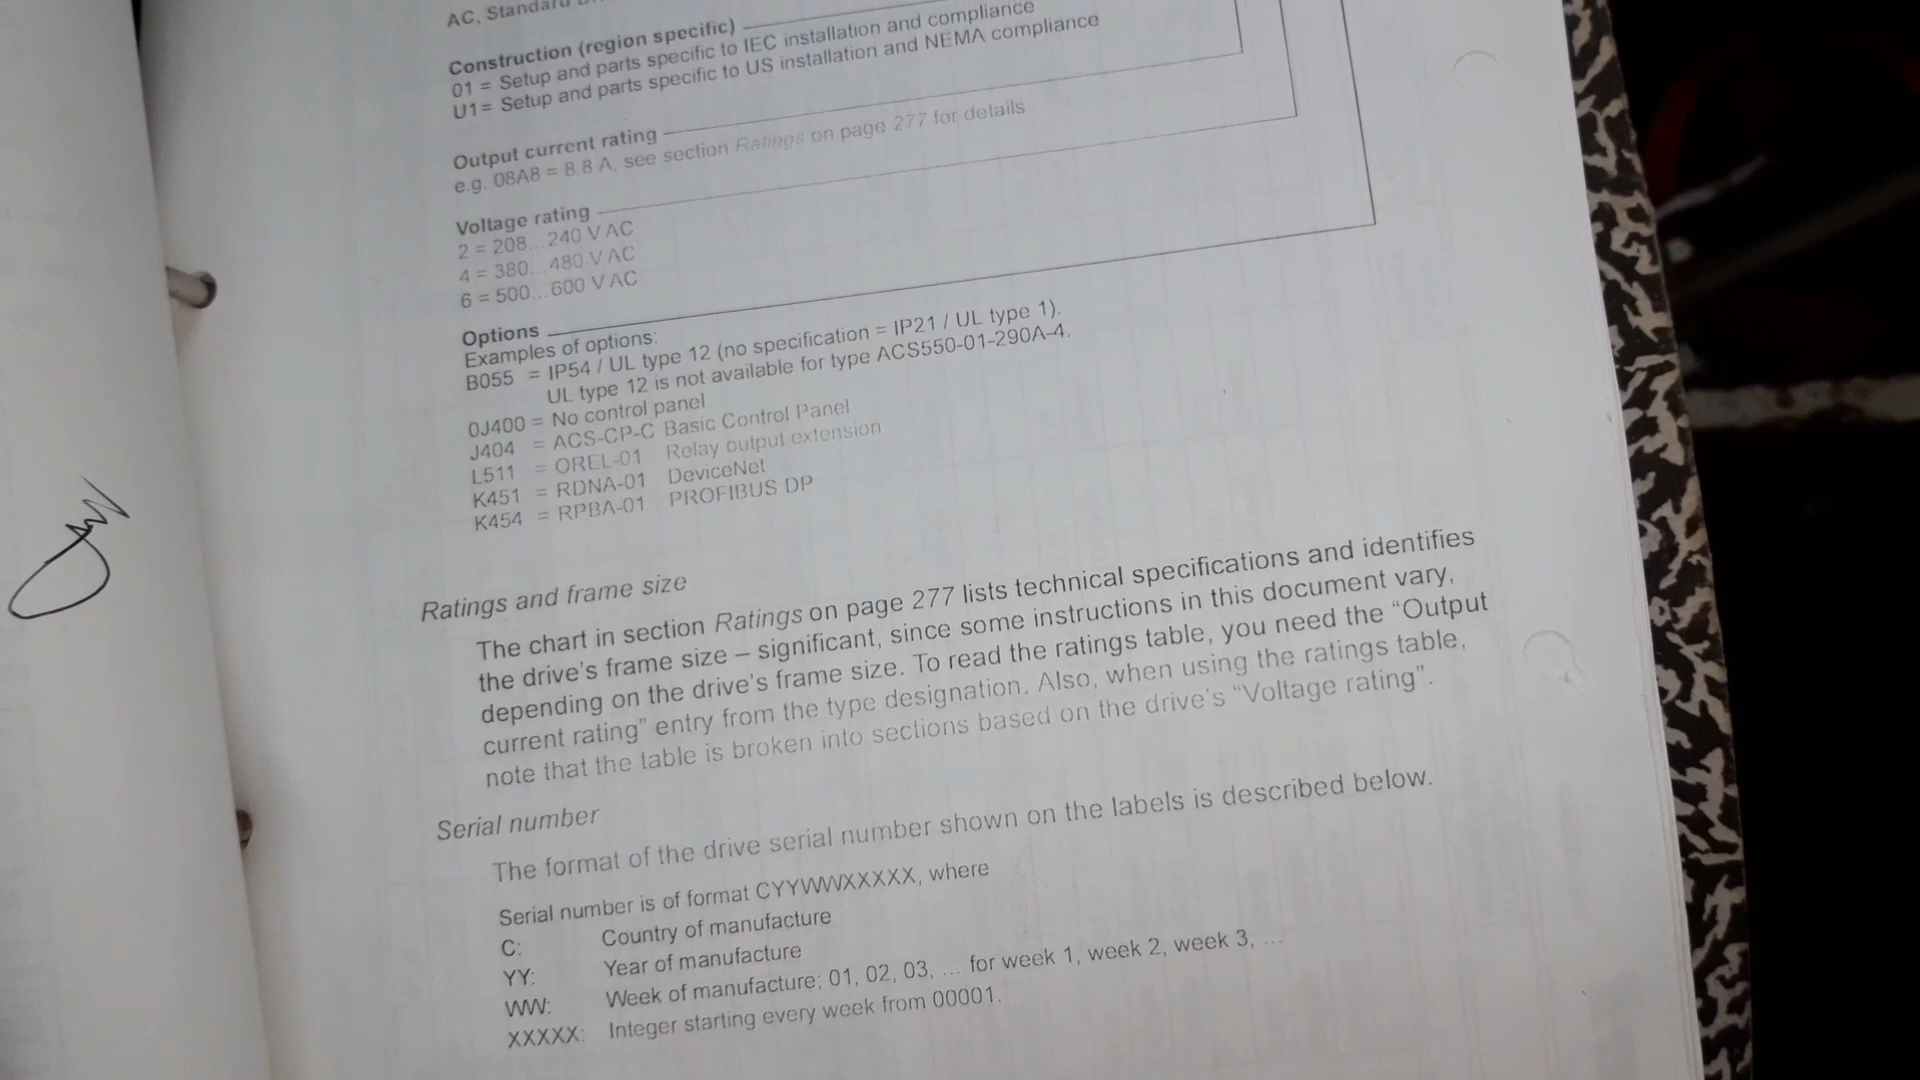 AC, Standard
Construction (region specific)
01 = Setup and parts specific to IEC installation and compliance
U1= Setup and parts specific to US installation and NEMA compliance
Output current rating
e.g. 08A8 = 8.8 A, see section Ratings on page 277 for details
Voltage rating
2 = 208...240 V AC
4 = 380...480 V AC
6 = 500...600 V AC
Options
Examples of options:
B055 = IP54 / UL type 12 (no specification = IP21 / UL type 1).
UL type 12 is not available for type ACS550-01-290A-4.
0J400 = No control panel
J404 = ACS-CP-C Basic Control Panel
L511 = OREL-01 Relay output extension
K451 = RDNA-01 DeviceNet
K454 = RPBA-01 PROFIBUS DP
Ratings and frame size
The chart in section Ratings on page 277 lists technical specifications and identifies
the drive's frame size – significant, since some instructions in this document vary,
depending on the drive's frame size. To read the ratings table, you need the "Output
current rating" entry from the type designation. Also, when using the ratings table,
note that the table is broken into sections based on the drive's "Voltage rating".
Serial number
The format of the drive serial number shown on the labels is described below.
Serial number is of format CYYWWXXXXX, where
C: Country of manufacture
YY: Year of manufacture
WW: Week of manufacture; 01, 02, 03, ... for week 1, week 2, week 3, ...
XXXXX: Integer starting every week from 00001.